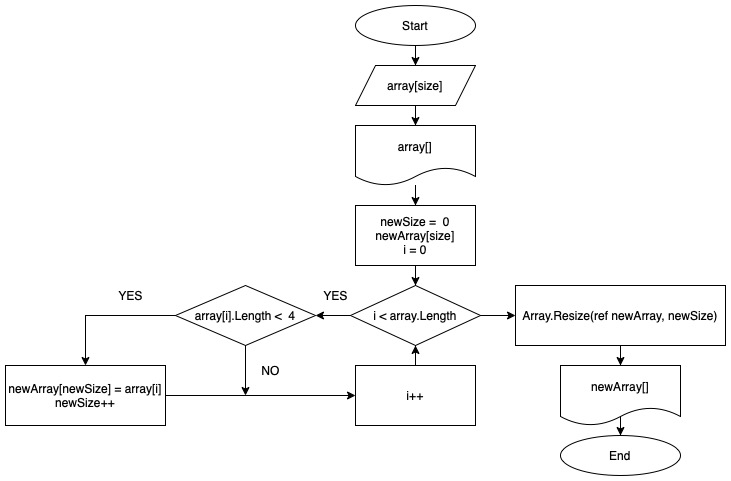 Start
array[size]
array[]
newSize = 0
newArray[size]
i = 0
YES
array[i].Length < 4
YES
i < array.Length
Array.Resize(ref newArray, newSize)
NO
newArray[newSize] = array[i]
newSize++
i++
newArray[]
End